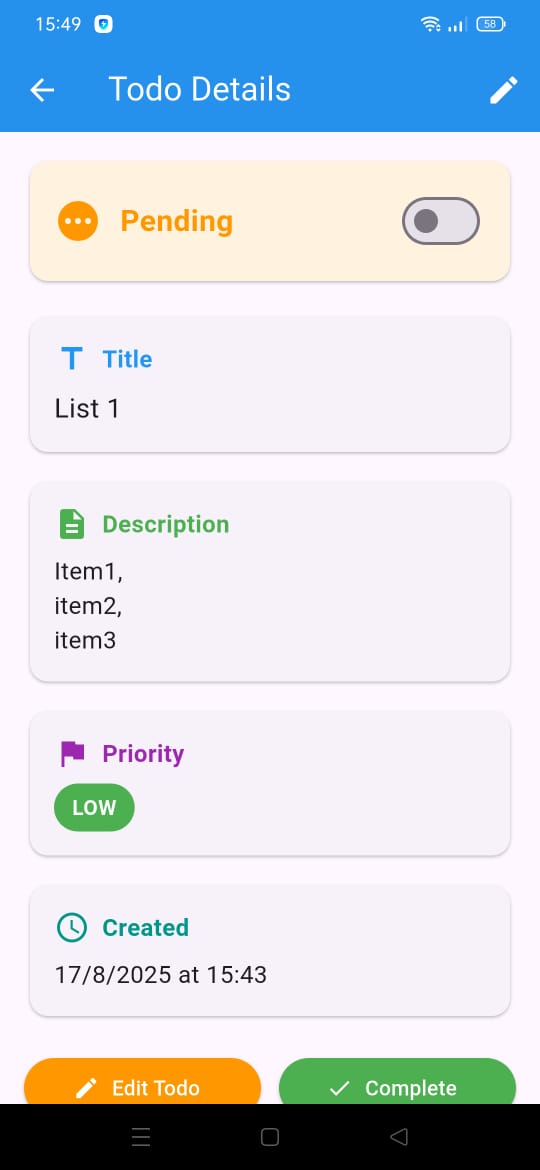 15:49
58
Todo Details
Pending
Title
List 1
Description
Item1,
item2,
item3
Priority
LOW
Created
17/8/2025 at 15:43
Edit Todo
Complete